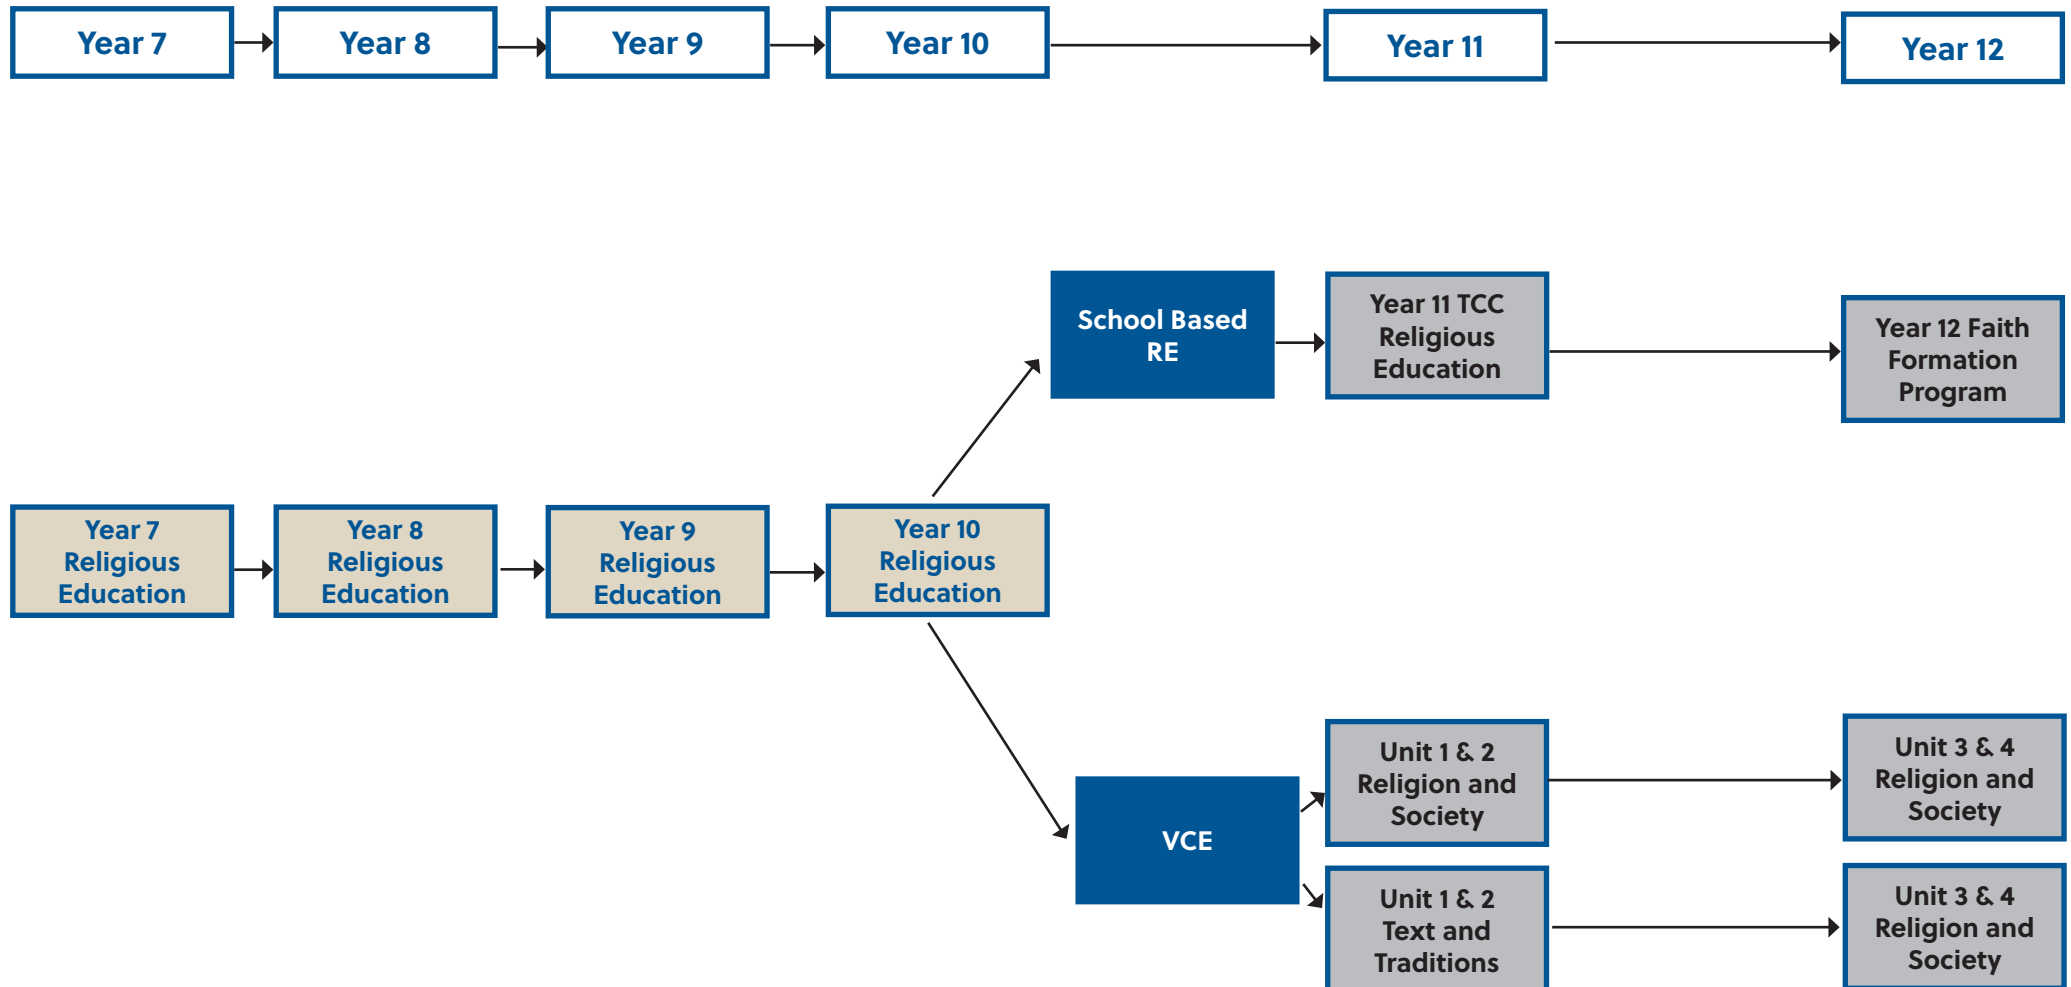 Year 7
Year 8
Year 9
Year 10
Year 11
Year 12
School Based
RE
Year 11 TCC
Religious
Education
Year 12 Faith
Formation
Program
Year 7
Religious
Education
Year 8
Religious
Education
Year 9
Religious
Education
Year 10
Religious
Education
VCE
Unit 1 & 2
Religion and
Society
Unit 3 & 4
Religion and
Society
Unit 1 & 2
Text and
Traditions
Unit 3 & 4
Religion and
Society